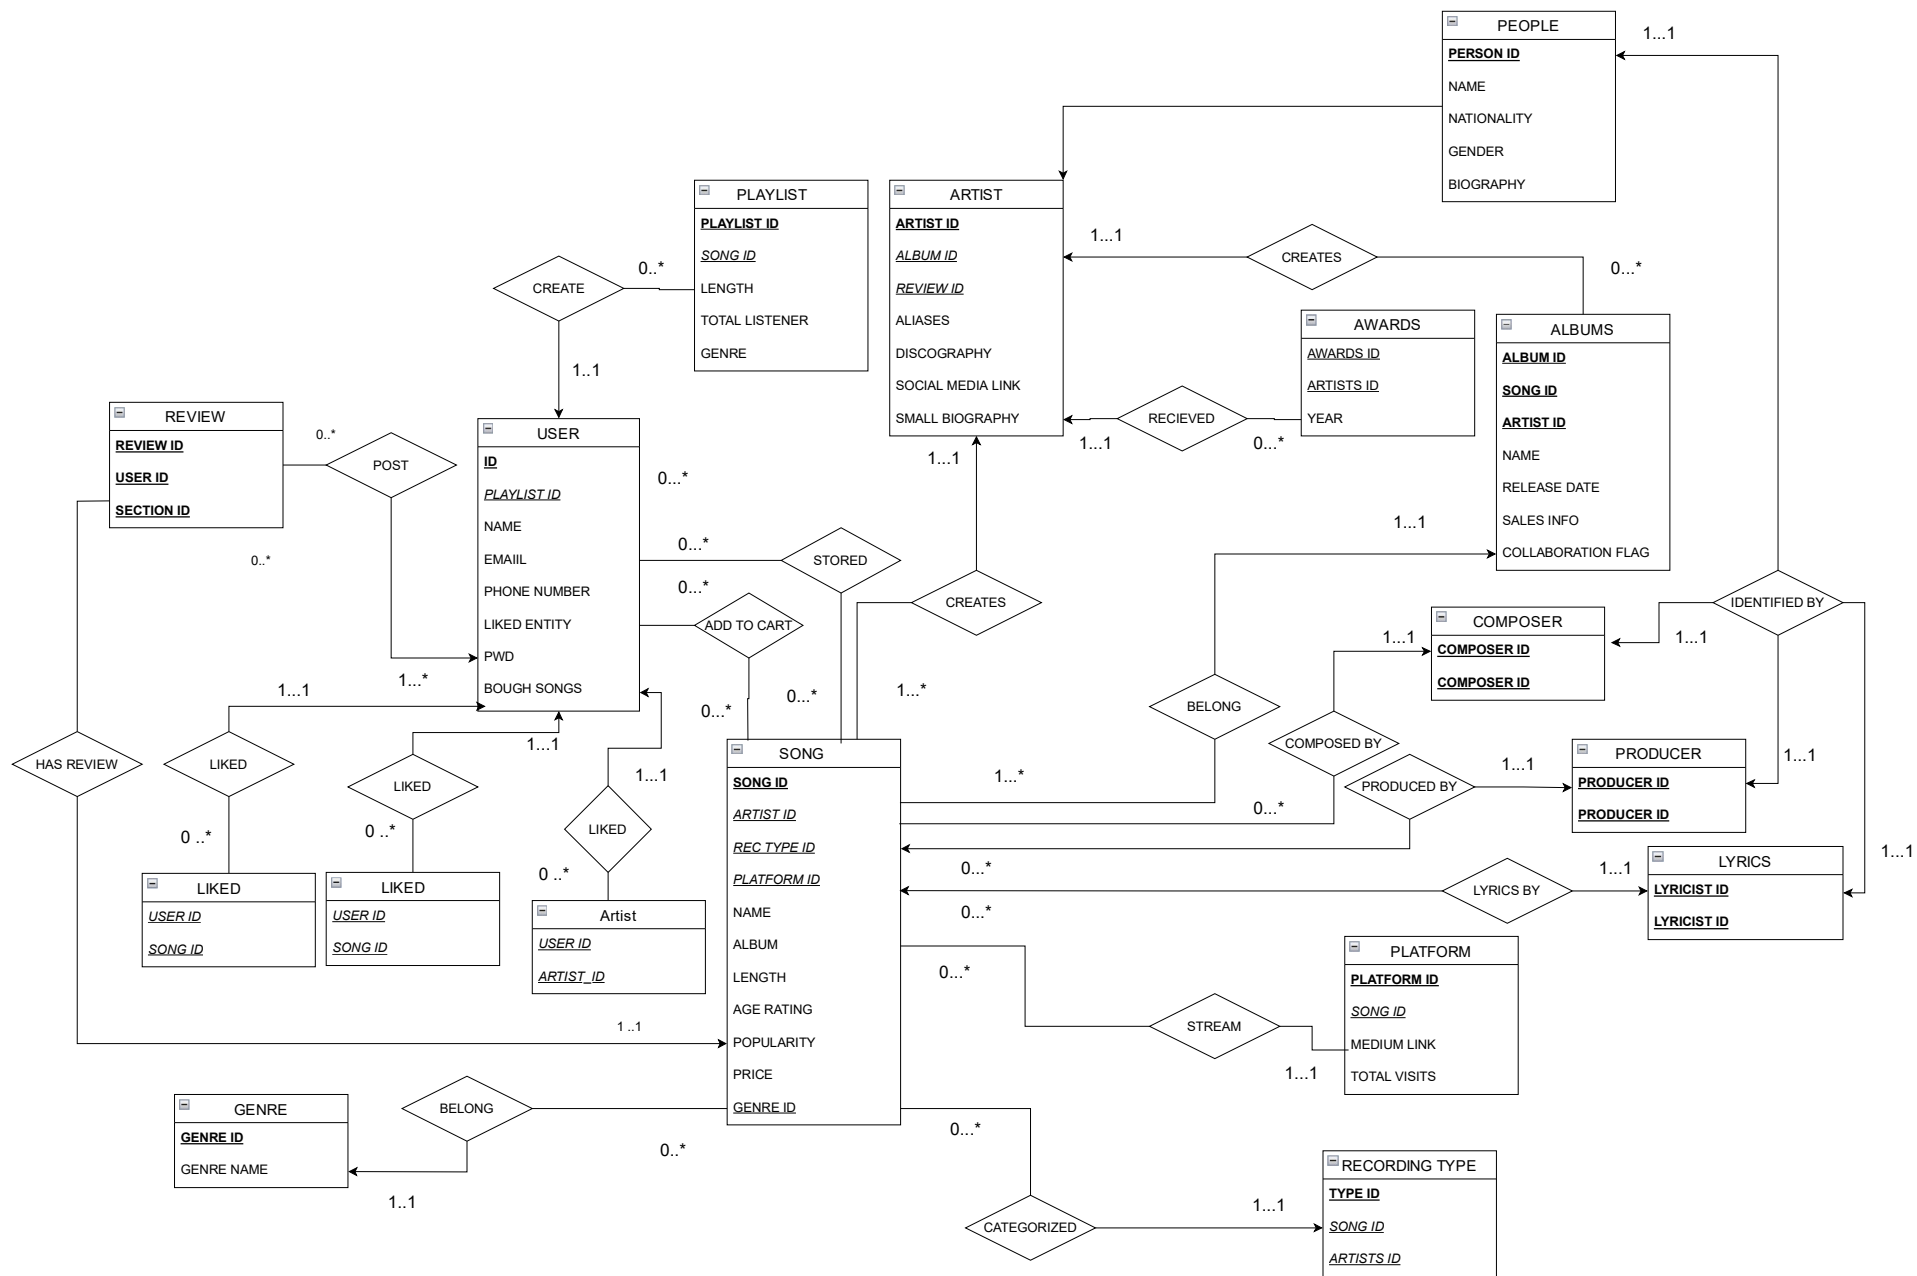 PEOPLE
PERSON ID
NAME
NATIONALITY
GENDER
BIOGRAPHY
1...1
PLAYLIST
PLAYLIST ID
SONG ID
LENGTH
TOTAL LISTENER
GENRE
ARTIST
ARTIST ID
ALBUM ID
REVIEW ID
ALIASES
DISCOGRAPHY
SOCIAL MEDIA LINK
SMALL BIOGRAPHY
1...1
CREATES
0...*
CREATE
0..*
1..1
AWARDS
AWARDS ID
ARTISTS ID
YEAR
ALBUMS
ALBUM ID
SONG ID
ARTIST ID
NAME
RELEASE DATE
SALES INFO
COLLABORATION FLAG
RECIEVED
1...1
0...*
REVIEW
REVIEW ID
USER ID
SECTION ID
0..*
POST
1...*
0..*
USER
ID
PLAYLIST ID
NAME
EMAIIL
PHONE NUMBER
LIKED ENTITY
PWD
BOUGH SONGS
0...*
0...*
STORED
0...*
0...*
ADD TO CART
0...*
1...1
CREATES
1...*
1...1
BELONG
1...*
IDENTIFIED BY
1...1
1...1
1...1
COMPOSER
COMPOSER ID
COMPOSER ID
1...1
COMPOSED BY
0...*
PRODUCER
PRODUCER ID
PRODUCER ID
1...1
PRODUCED BY
0...*
LYRICS
LYRICIST ID
LYRICIST ID
1...1
LYRICS BY
0...*
HAS REVIEW
1 ..1
1...1
LIKED
0 ..*
1...1
LIKED
0 ..*
1...1
LIKED
0 ..*
LIKED
USER ID
SONG ID
LIKED
USER ID
SONG ID
Artist
USER ID
ARTIST_ID
SONG
SONG ID
ARTIST ID
REC TYPE ID
PLATFORM ID
NAME
ALBUM
LENGTH
AGE RATING
POPULARITY
PRICE
GENRE ID
PLATFORM
PLATFORM ID
SONG ID
MEDIUM LINK
TOTAL VISITS
0...*
STREAM
1...1
GENRE
GENRE ID
GENRE NAME
BELONG
0..*
1..1
0...*
CATEGORIZED
1...1
RECORDING TYPE
TYPE ID
SONG ID
ARTISTS ID